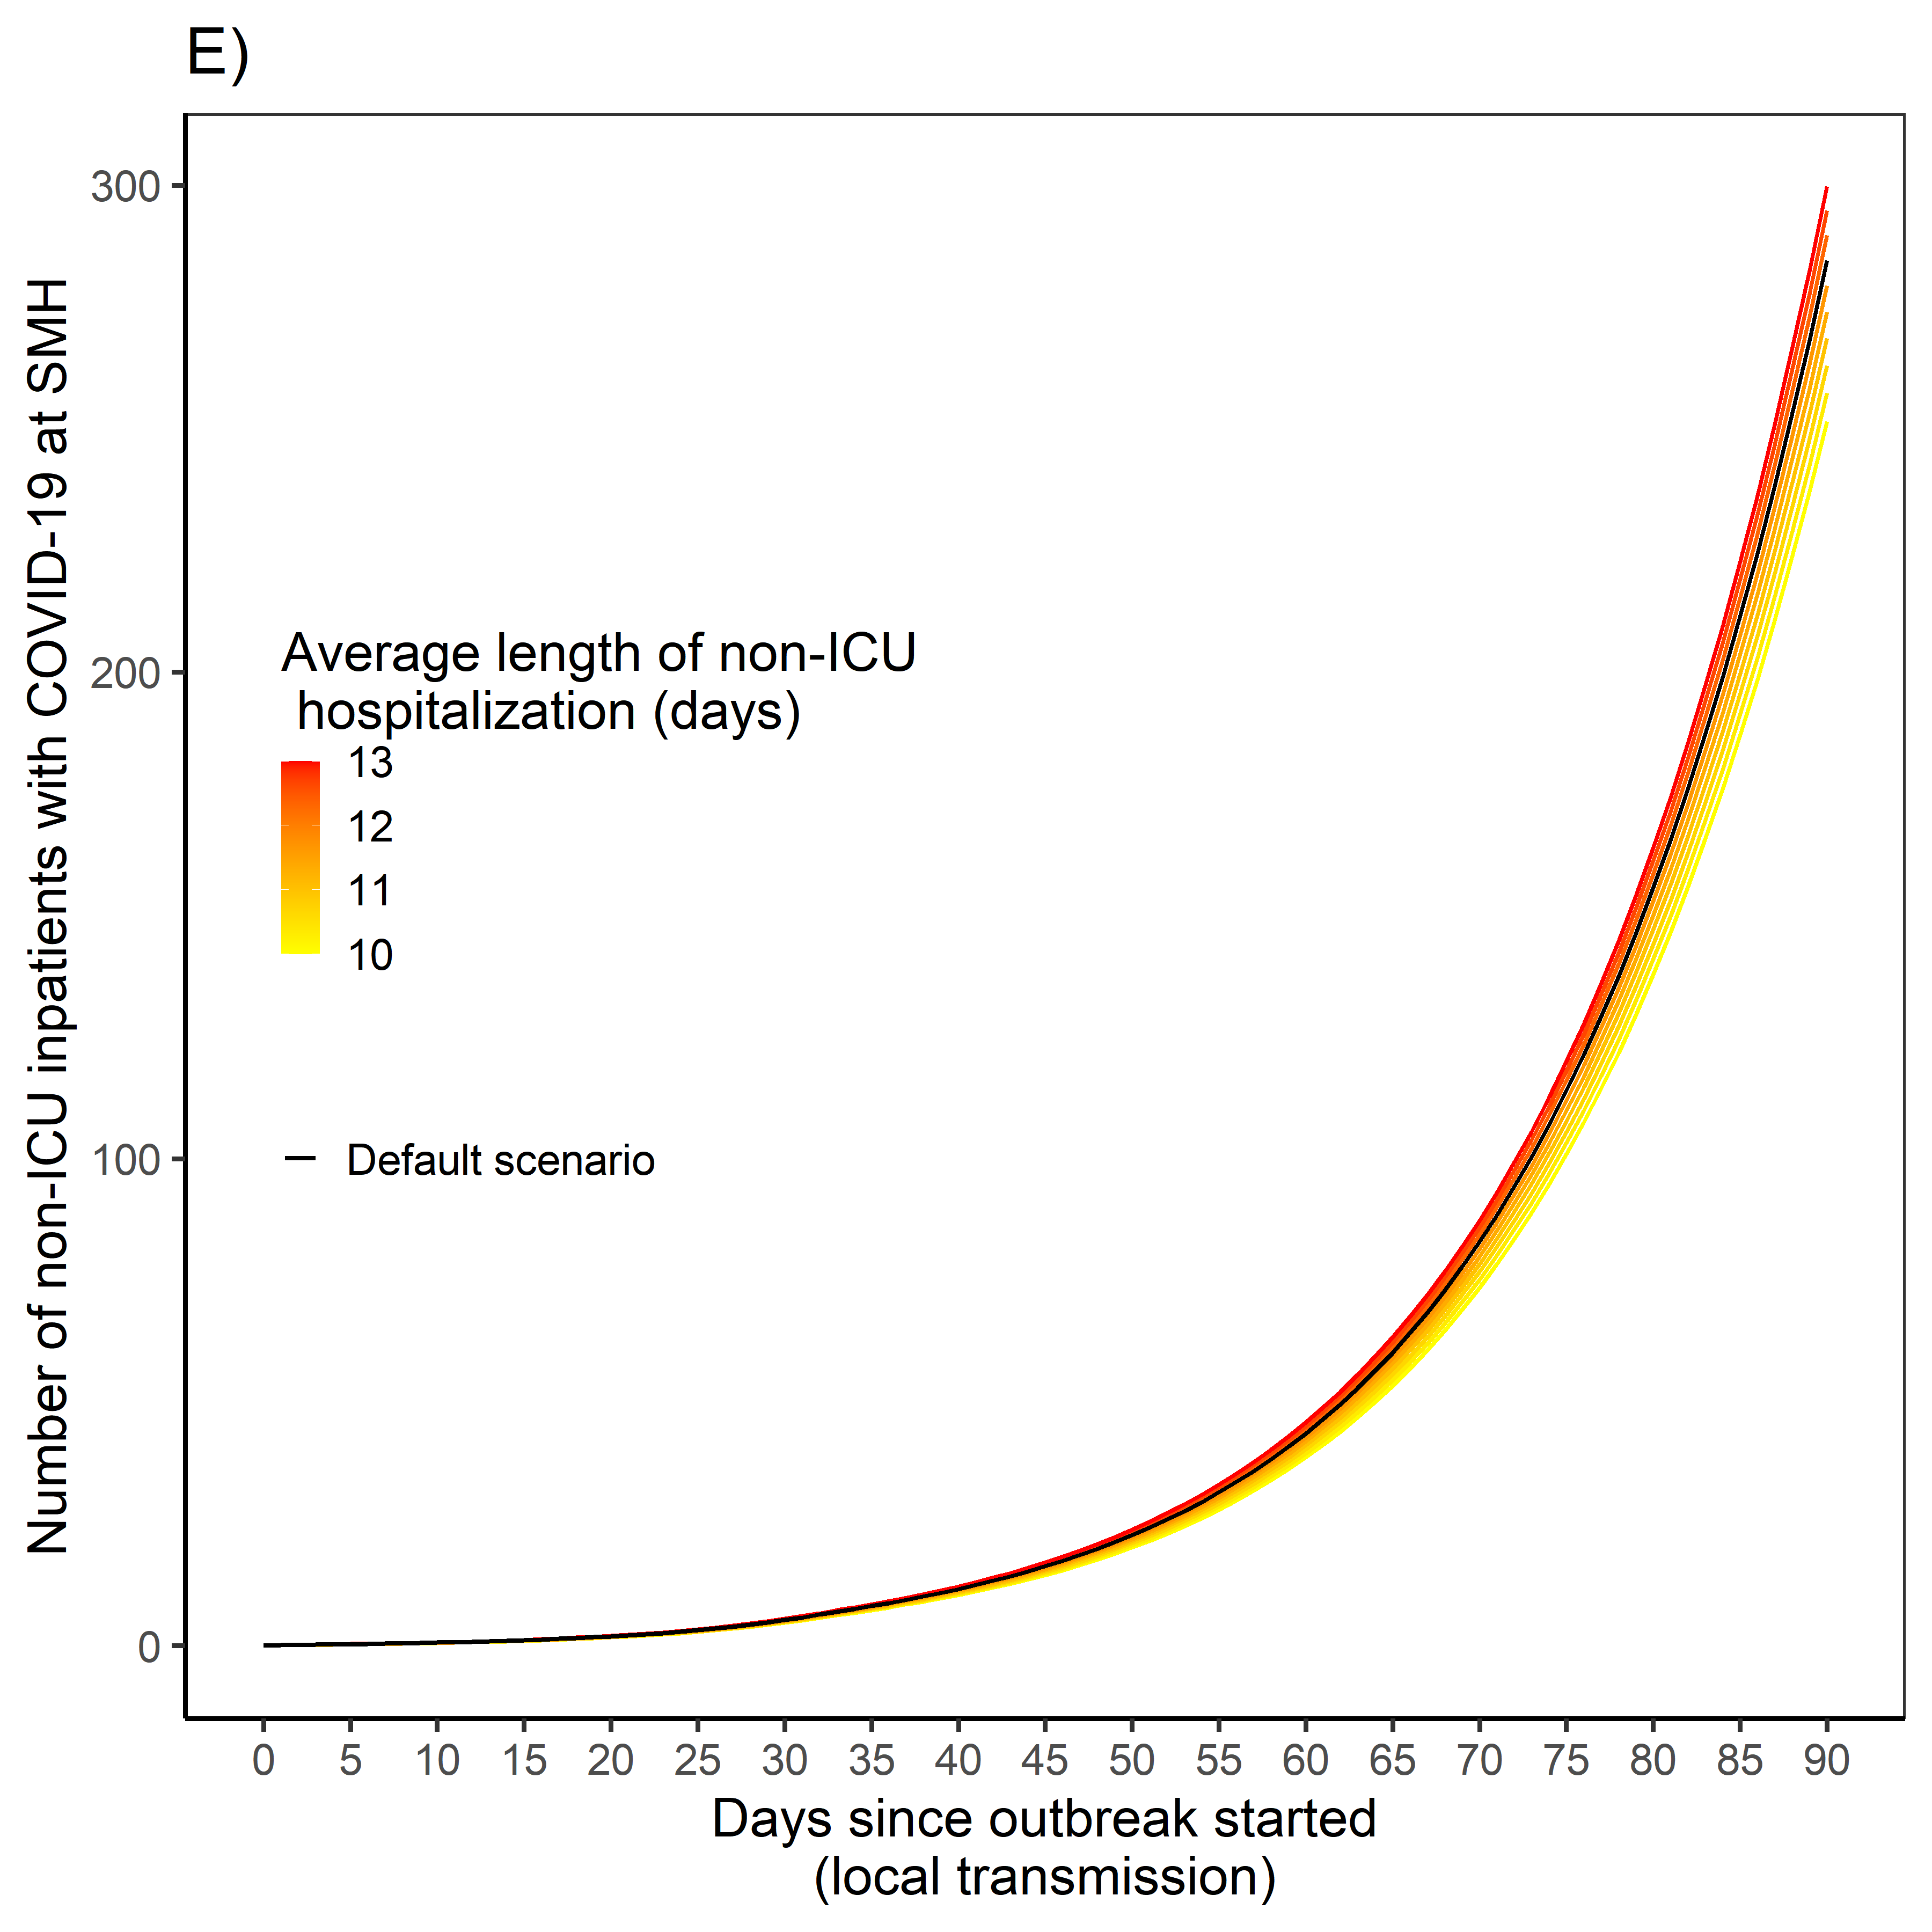 E)
Number of non-ICU inpatients with COVID-19 at SMH
300
200
100
0
Average length of non-ICU
hospitalization (days)
13
12
11
10
Default scenario
0 5 10 15 20 25 30 35 40 45 50 55 60 65 70 75 80 85 90
Days since outbreak started
(local transmission)